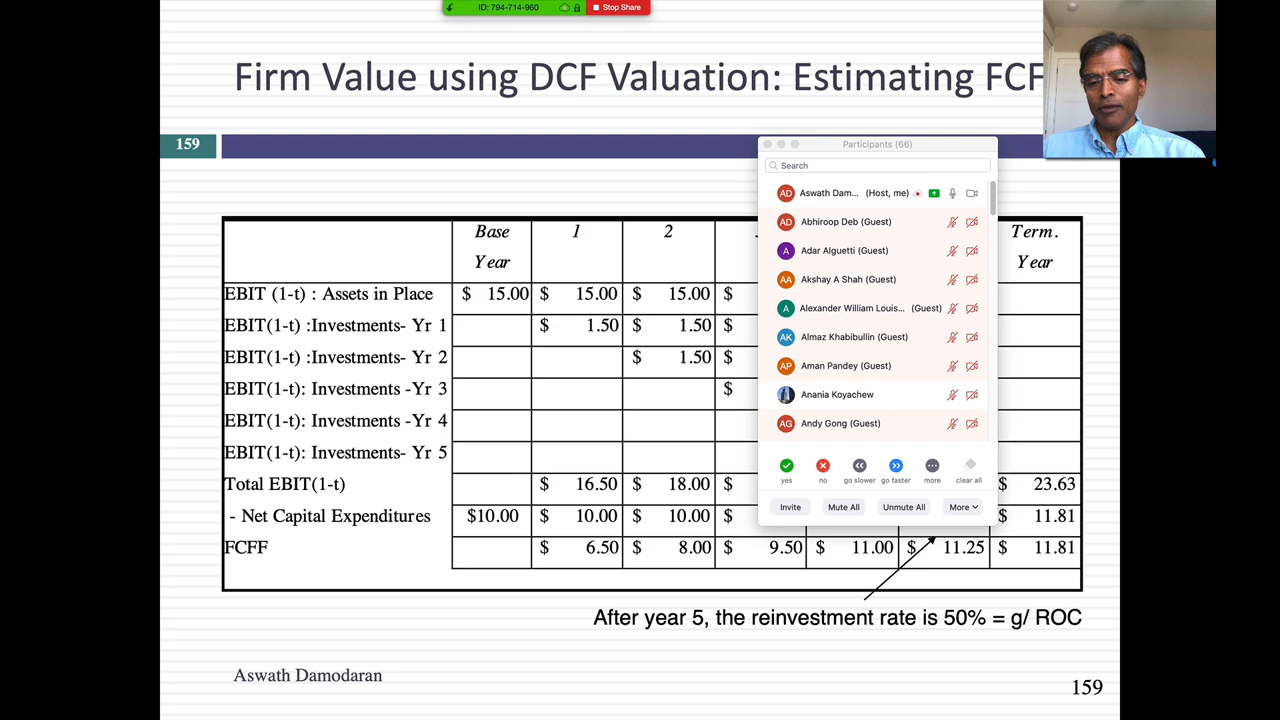 ID: 794-714-960 Stop Share
Firm Value using DCF Valuation: Estimating FCF
159
Participants (66)
Search
AD Aswath Dam... (Host, me)
AD Abhiroop Deb (Guest)
A Adar Alguetti (Guest)
AA Akshay A Shah (Guest)
A Alexander William Louis... (Guest)
AK Almaz Khabibullin (Guest)
AP Aman Pandey (Guest)
Anania Koyachew
AG Andy Gong (Guest)
yes no go slower go faster more clear all
Invite Mute All Unmute All More
Base Year 1 2 Term. Year
EBIT (1-t) : Assets in Place $ 15.00 $ 15.00 $ 15.00 $
EBIT(1-t) :Investments- Yr 1 $ 1.50 $ 1.50 $
EBIT(1-t) :Investments- Yr 2 $ 1.50 $
EBIT(1-t): Investments -Yr 3 $
EBIT(1-t): Investments -Yr 4
EBIT(1-t): Investments- Yr 5
Total EBIT(1-t) $ 16.50 $ 18.00 $ $ 23.63
- Net Capital Expenditures $10.00 $ 10.00 $ 10.00 $ $ 11.81
FCFF $ 6.50 $ 8.00 $ 9.50 $ 11.00 $ 11.25 $ 11.81
After year 5, the reinvestment rate is 50% = g/ ROC
Aswath Damodaran
159